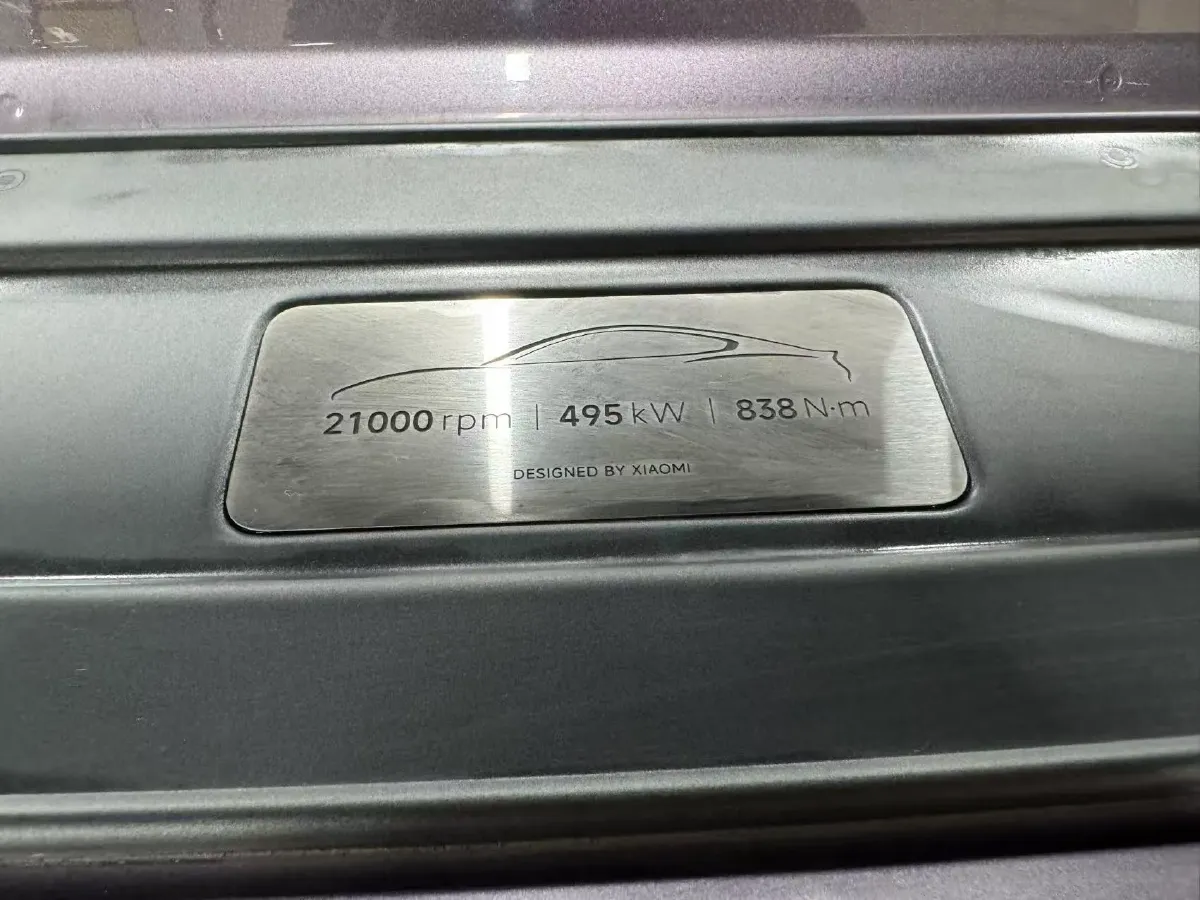 21000 rpm | 495 kW | 838 N·m
DESIGNED BY XIAOMI